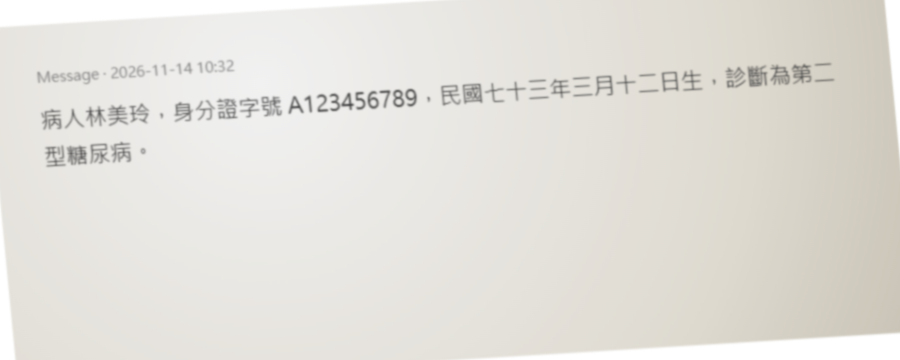 Message · 2026-11-14 10:32
病人林美玲，身分證字號 A123456789，民國七十三年三月十二日生，診斷為第二
型糖尿病。